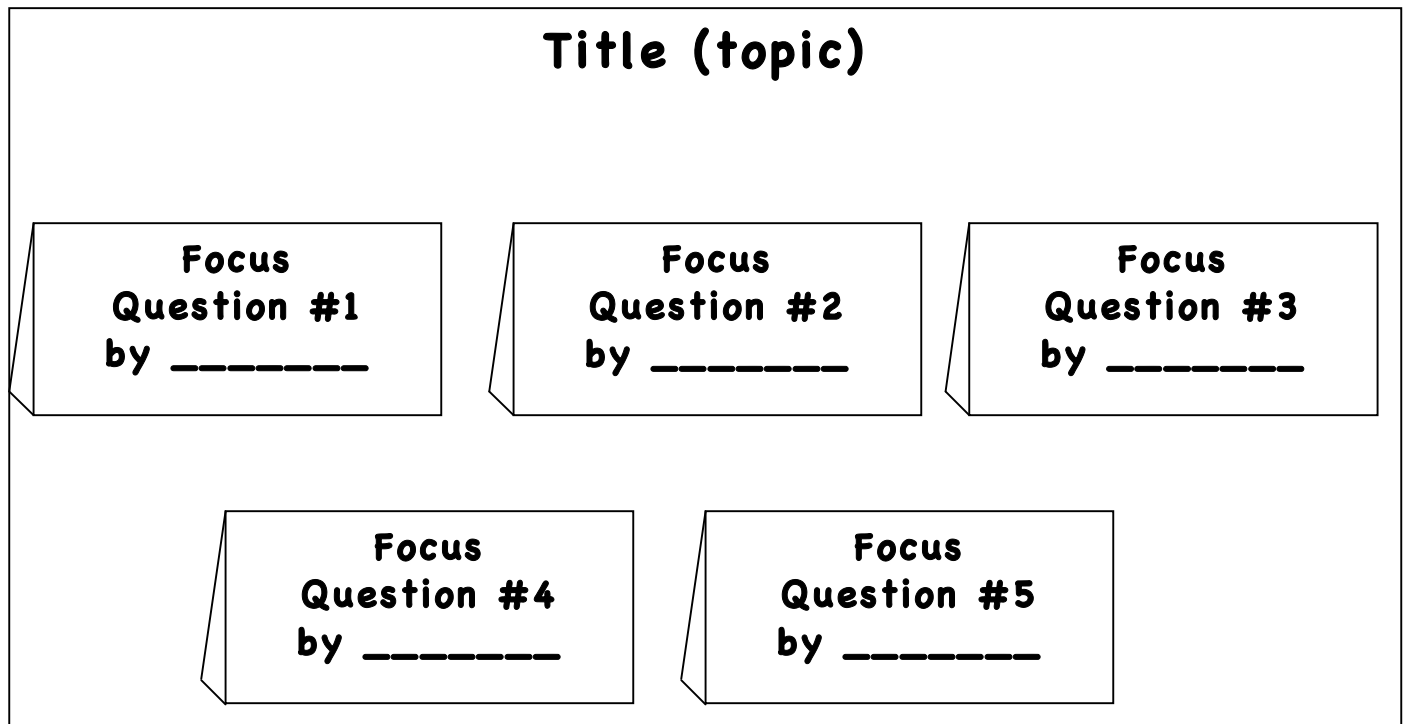 Title (topic)
Focus
Question #1
by _______
Focus
Question #2
by _______
Focus
Question #3
by _______
Focus
Question #4
by _______
Focus
Question #5
by _______